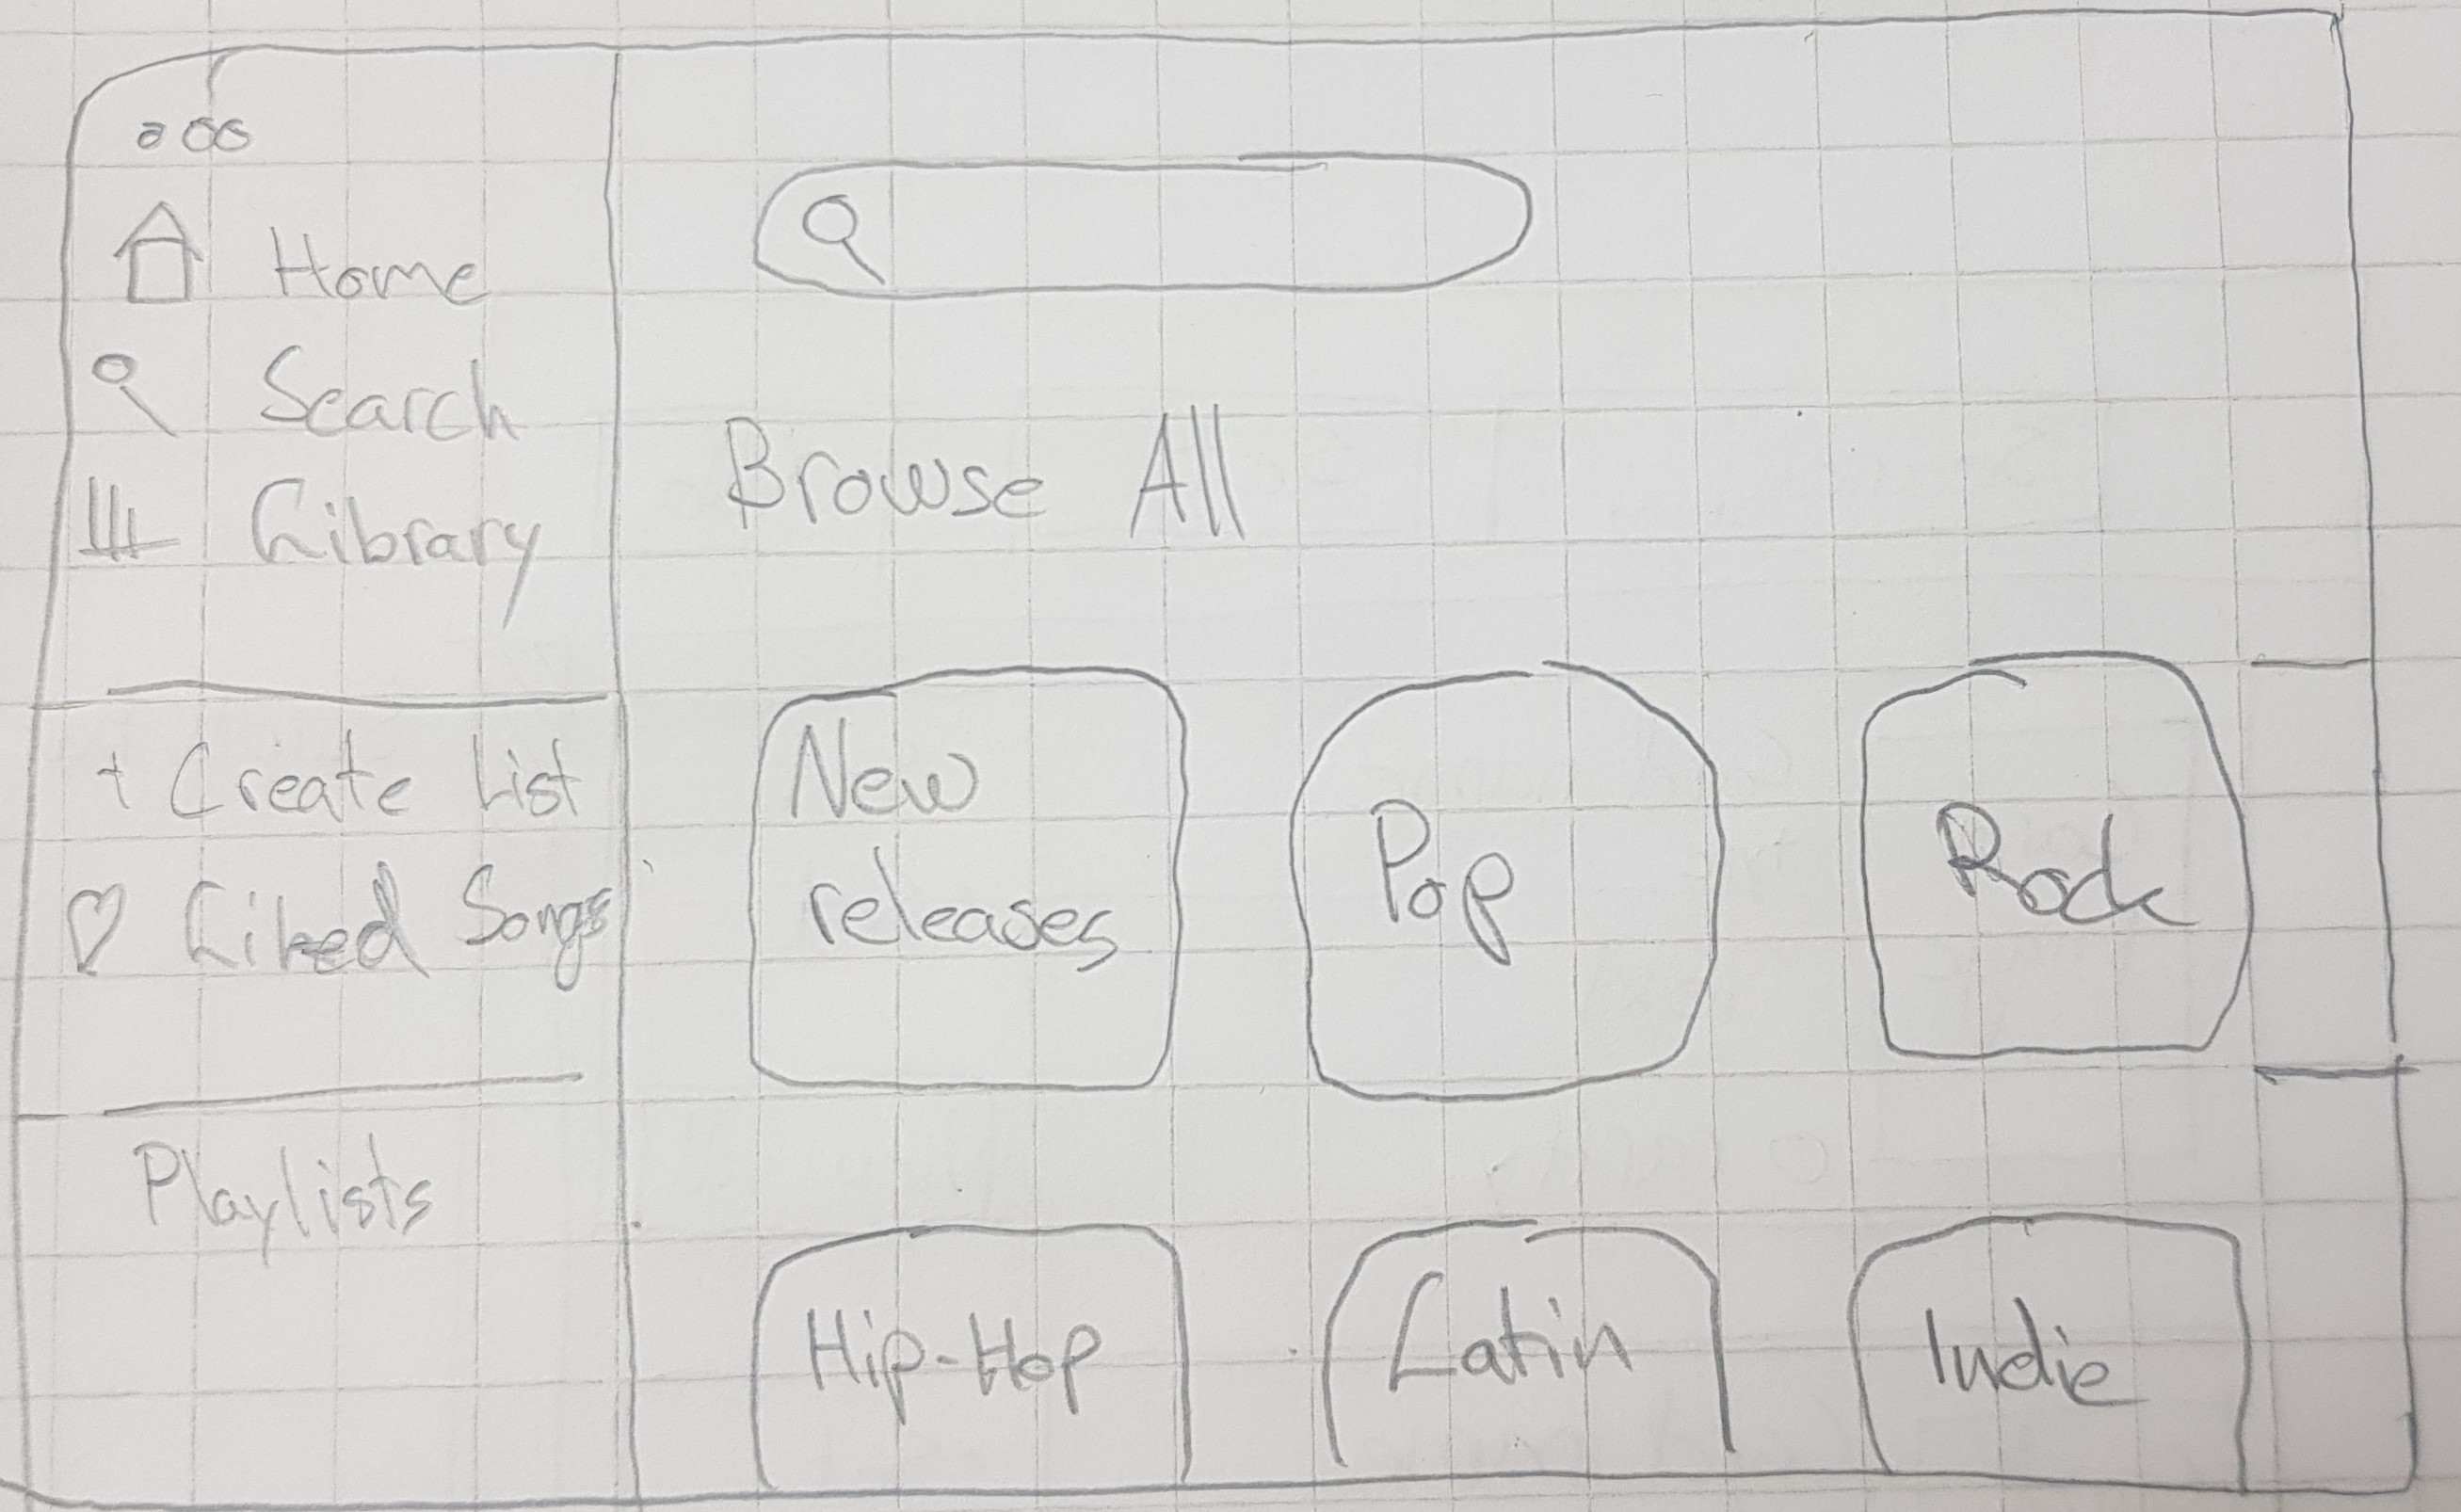 Home
Search
Library
+ Create List
Liked Songs
Playlists
Browse All
New
releases
Pop
Rock
Hip-Hop
Latin
Indie